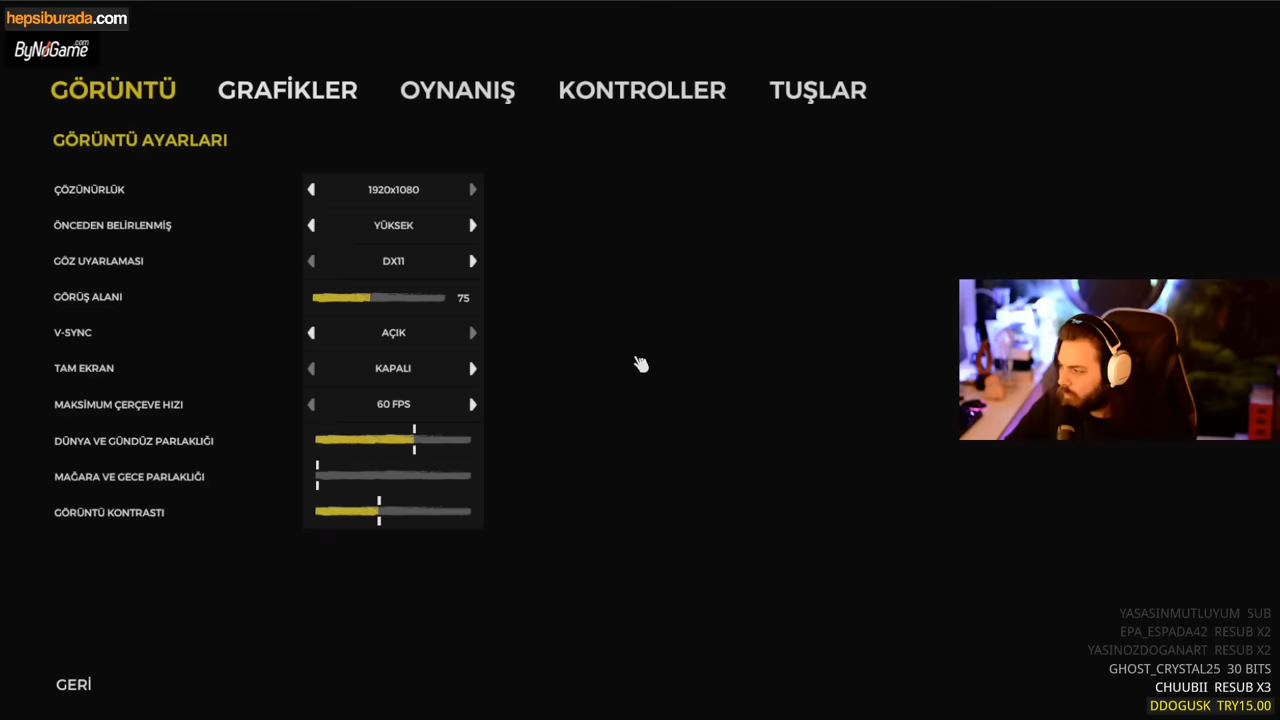 hepsiburada.com
ByNoGame.com
GÖRÜNTÜ GRAFİKLER OYNANIŞ KONTROLLER TUŞLAR
GÖRÜNTÜ AYARLARI
ÇÖZÜNÜRLÜK 1920x1080
ÖNCEDEN BELİRLENMİŞ YÜKSEK
GÖZ UYARLAMASI DX11
GÖRÜŞ ALANI 75
V-SYNC AÇIK
TAM EKRAN KAPALI
MAKSİMUM ÇERÇEVE HIZI 60 FPS
DÜNYA VE GÜNDÜZ PARLAKLIĞI
MAĞARA VE GECE PARLAKLIĞI
GÖRÜNTÜ KONTRASTI
YASASINMUTLUYUM SUB
EPA_ESPADA42 RESUB X2
YASINOZDOGANART RESUB X2
GHOST_CRYSTAL25 30 BITS
CHUUBII RESUB X3
GERİ
DDOGUSK TRY15.00